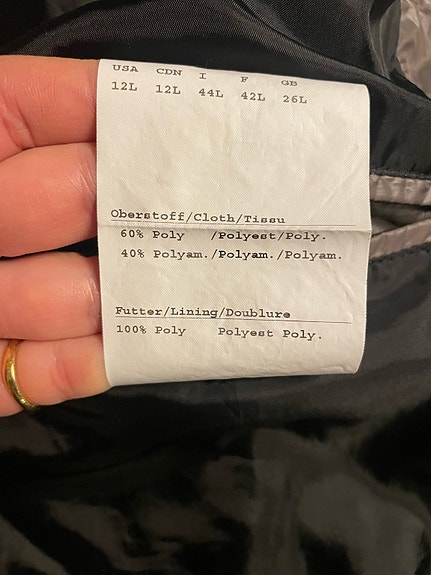 USA CDN I F GB
12L 12L 44L 42L 26L
Oberstoff/Cloth/Tissu
60% Poly /Polyest/Poly.
40% Polyam./Polyam./Polyam.
Futter/Lining/Doublure
100% Poly Polyest Poly.